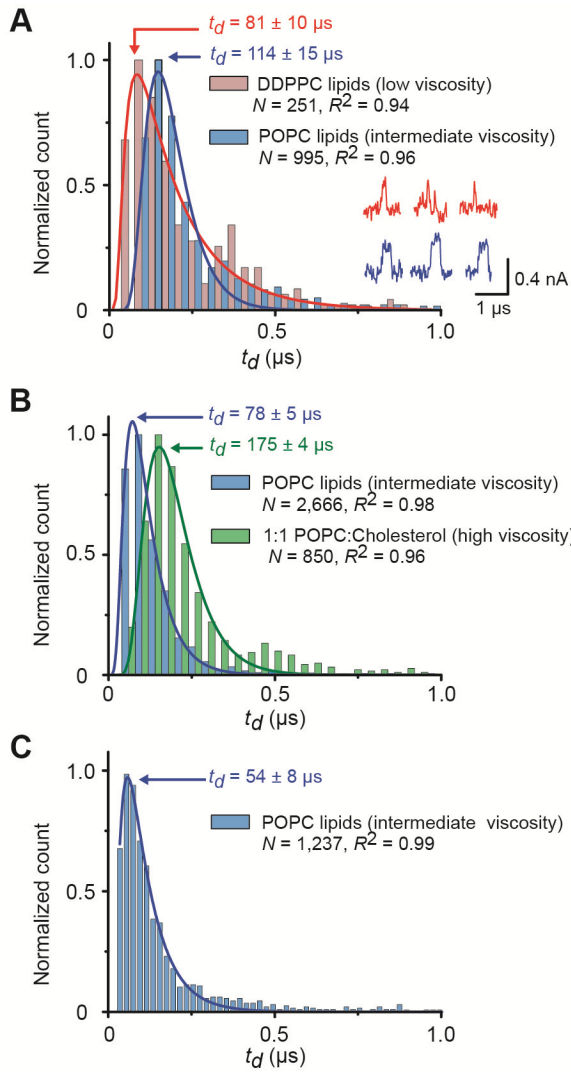 A
t_d = 81 ± 10 µs
t_d = 114 ± 15 µs
DDPPC lipids (low viscosity)
N = 251, R² = 0.94
POPC lipids (intermediate viscosity)
N = 995, R² = 0.96
Normalized count
1.0
0.5
0
0.4 nA
1 µs
0 0.5 1.0
t_d (µs)
B
t_d = 78 ± 5 µs
t_d = 175 ± 4 µs
POPC lipids (intermediate viscosity)
N = 2,666, R² = 0.98
1:1 POPC:Cholesterol (high viscosity)
N = 850, R² = 0.96
Normalized count
1.0
0.5
0
0 0.5 1.0
t_d (µs)
C
t_d = 54 ± 8 µs
POPC lipids (intermediate viscosity)
N = 1,237, R² = 0.99
Normalized count
1.0
0.5
0
0 0.5 1.0
t_d (µs)